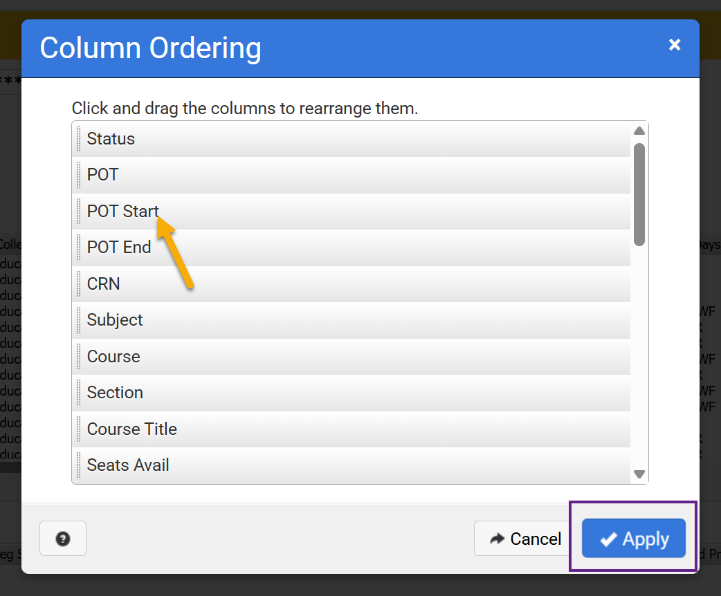 Column Ordering
×
Click and drag the columns to rearrange them.
Status
POT
POT Start
POT End
CRN
Subject
Course
Section
Course Title
Seats Avail
?
Cancel
Apply